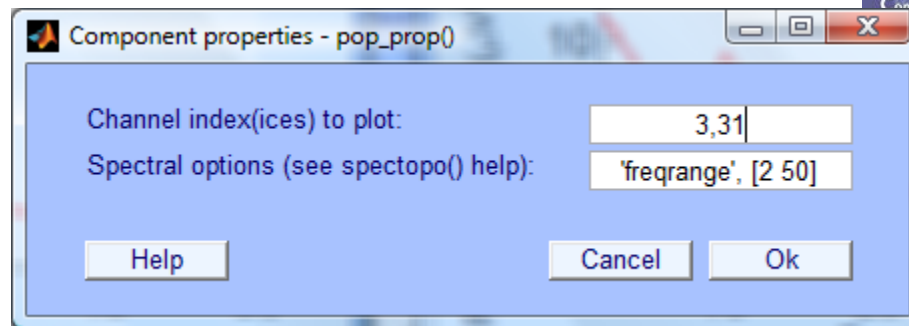 Component properties - pop_prop()
Channel index(ices) to plot: 3,31
Spectral options (see spectopo() help): 'freqrange', [2 50]
Help Cancel Ok